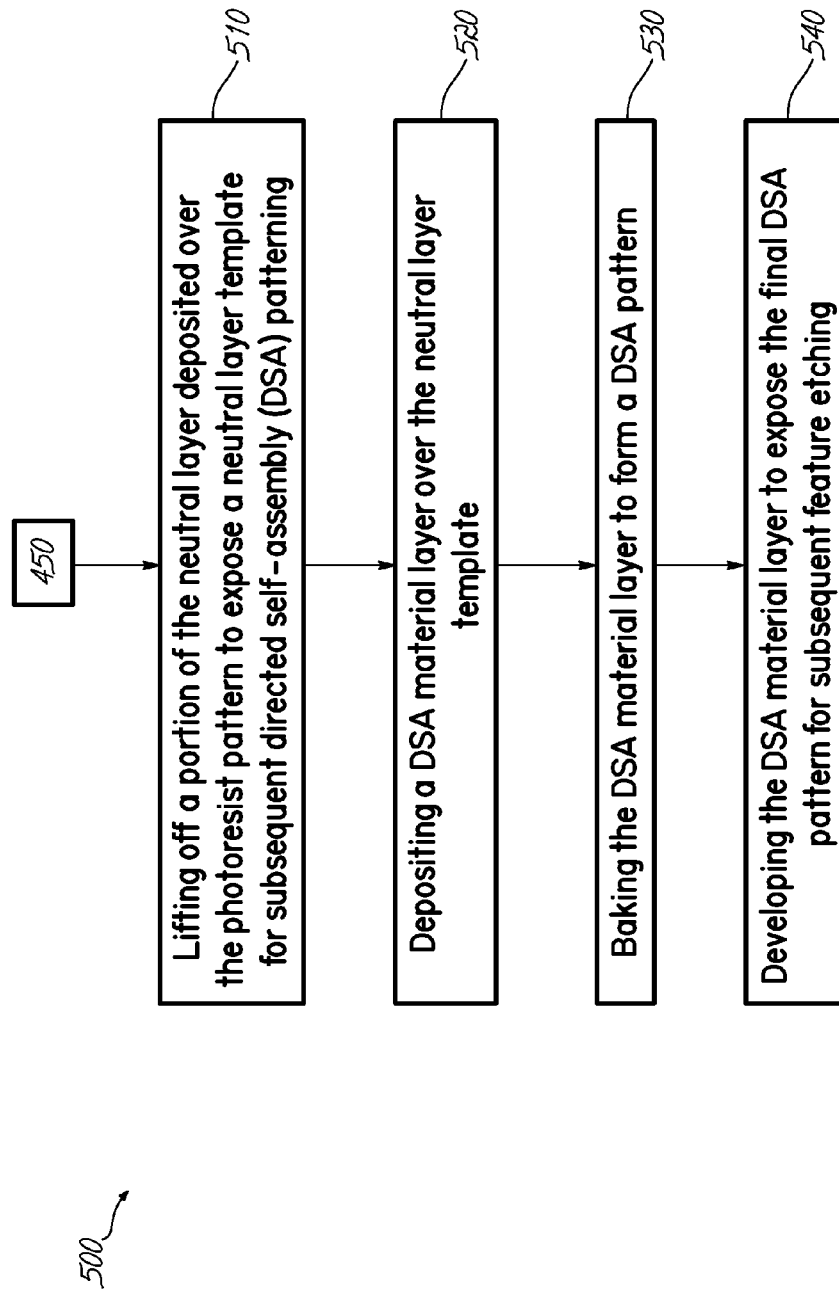 500
450
Lifting off a portion of the neutral layer deposited over
the photoresist pattern to expose a neutral layer template
for subsequent directed self-assembly (DSA) patterning
510
Depositing a DSA material layer over the neutral layer
template
520
Baking the DSA material layer to form a DSA pattern
530
Developing the DSA material layer to expose the final DSA
pattern for subsequent feature etching
540